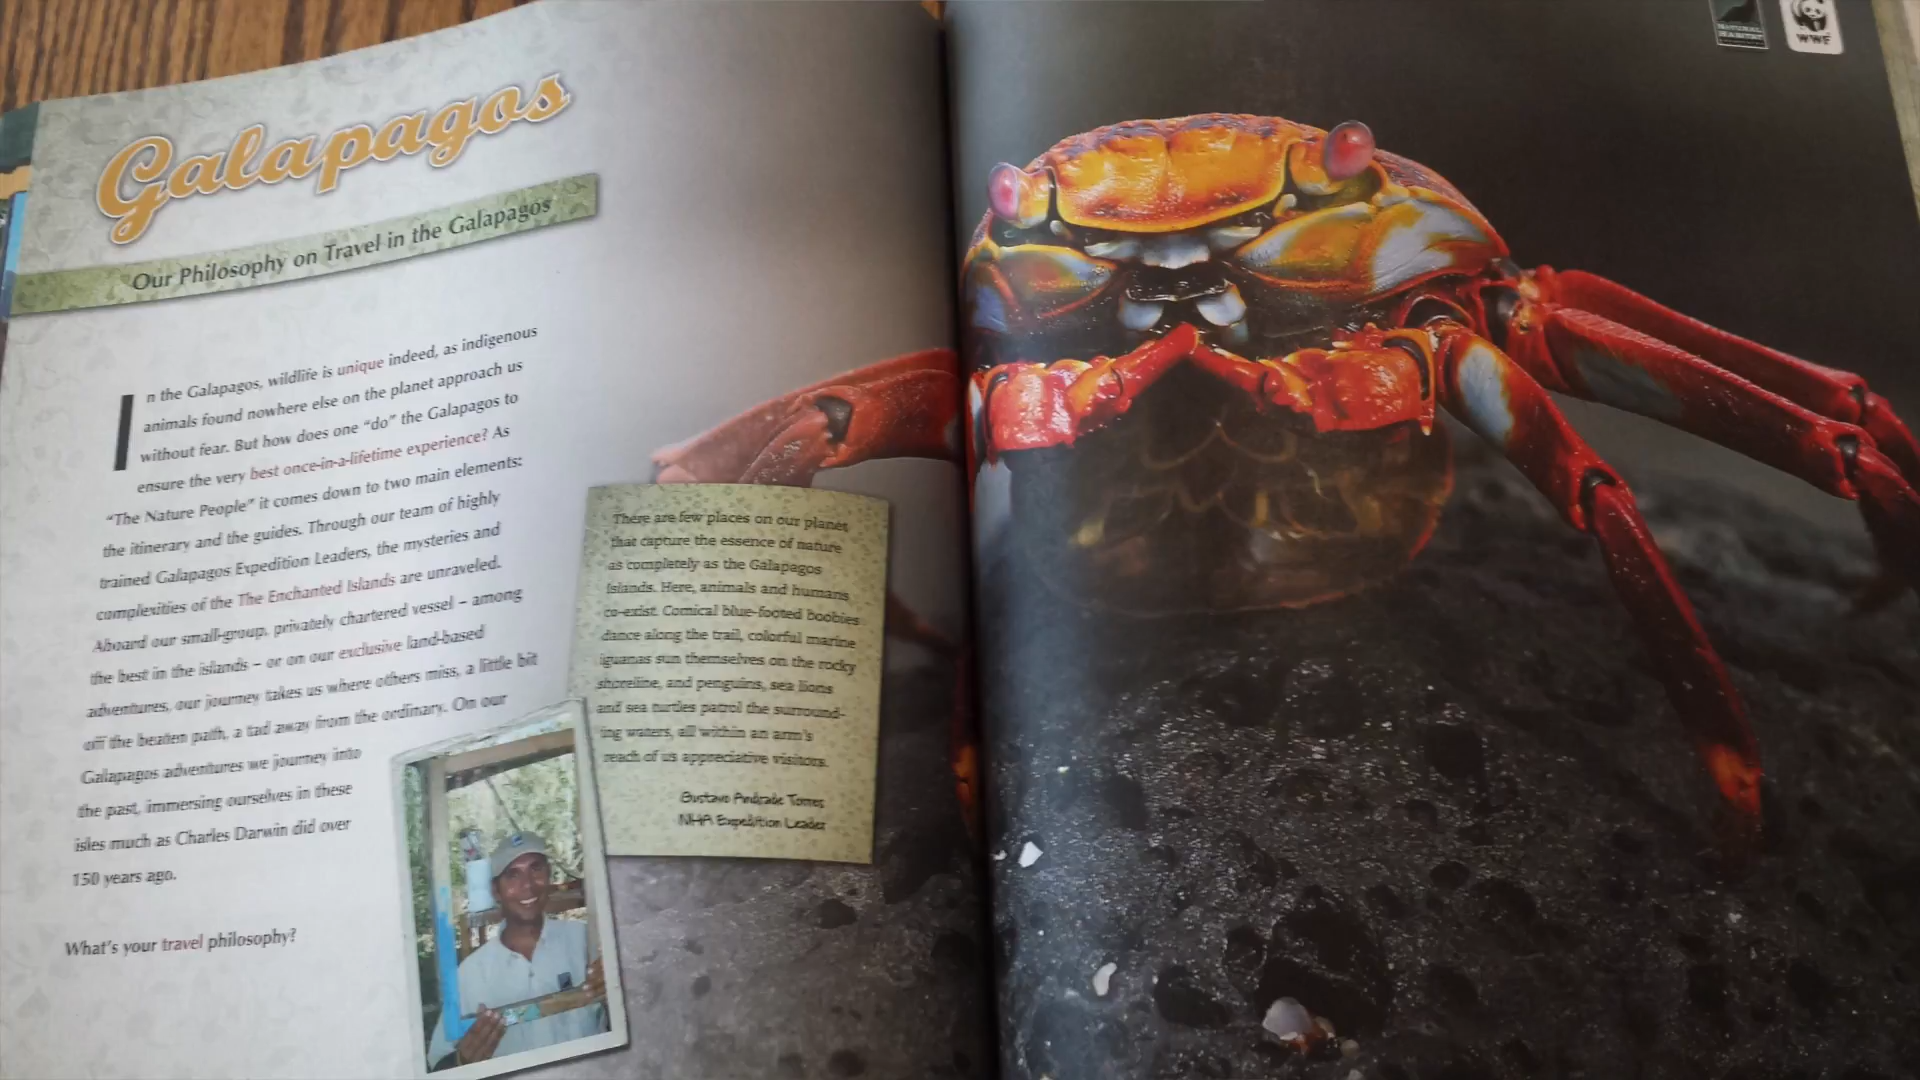 Galapagos
Our Philosophy on Travel in the Galapagos
In the Galapagos, wildlife is unique indeed, as indigenous
animals found nowhere else on the planet approach us
without fear. But how does one “do” the Galapagos to
ensure the very best once-in-a-lifetime experience? As
“The Nature People” it comes down to two main elements:
the itinerary and the guides. Through our team of highly
trained Galapagos Expedition Leaders, the mysteries and
complexities of the The Enchanted Islands are unraveled.
Aboard our small-group, privately chartered vessel – among
the best in the islands – or on our exclusive land-based
adventures, our journey takes us where others miss, a little bit
off the beaten path, a tad away from the ordinary. On our
Galapagos adventures we journey into
the past, immersing ourselves in these
isles much as Charles Darwin did over
150 years ago.
What's your travel philosophy?
There are few places on our planet
that capture the essence of nature
as completely as the Galapagos
Islands. Here, animals and humans
co-exist. Comical blue-footed boobies
dance along the trail, colorful marine
iguanas sun themselves on the rocky
shoreline, and penguins, sea lions
and sea turtles patrol the surround-
ing waters, all within an arm's
reach of us appreciative visitors.
Gustavo Andrade Torres
NHA Expedition Leader
NATURAL
HABITAT
WWF